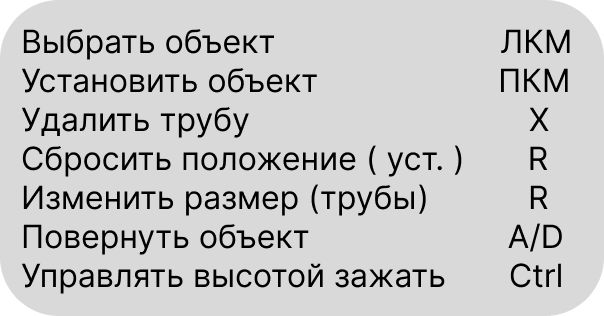 Выбрать объект ЛКМ
Установить объект ПКМ
Удалить трубу X
Сбросить положение ( уст. ) R
Изменить размер (трубы) R
Повернуть объект A/D
Управлять высотой зажать Ctrl